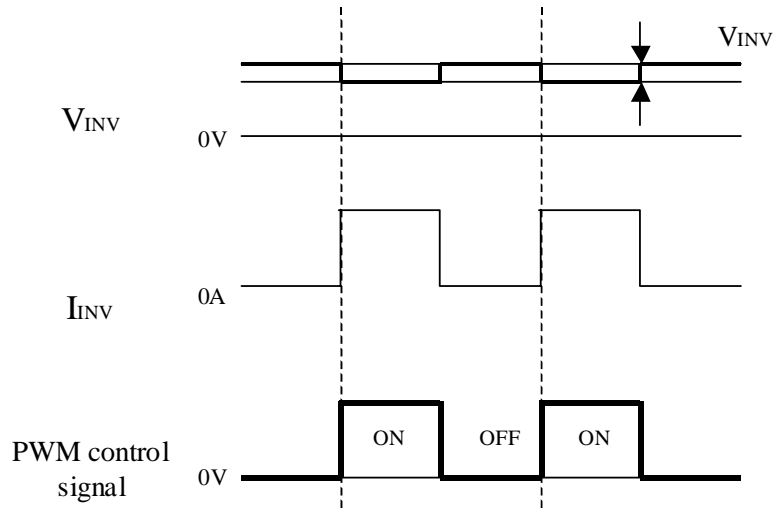 VINV
VINV
0V
0A
IINV
ON
OFF
ON
PWM control
signal
0V